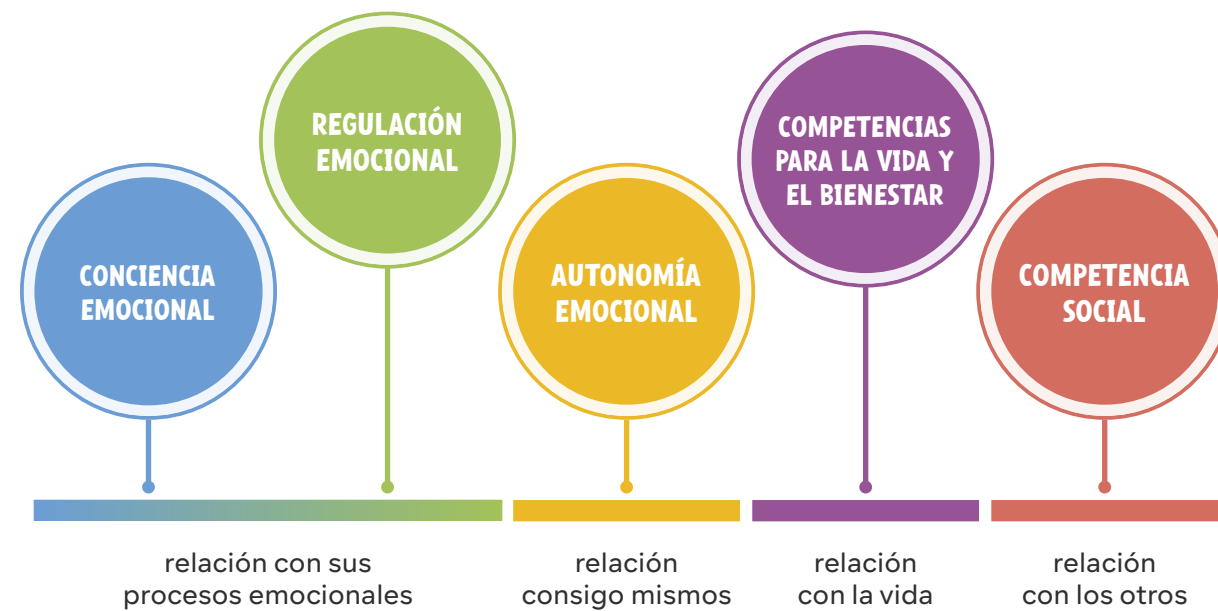 CONCIENCIA
EMOCIONAL
REGULACIÓN
EMOCIONAL
AUTONOMÍA
EMOCIONAL
COMPETENCIAS
PARA LA VIDA Y
EL BIENESTAR
COMPETENCIA
SOCIAL
relación con sus
procesos emocionales
relación
consigo mismos
relación
con la vida
relación
con los otros